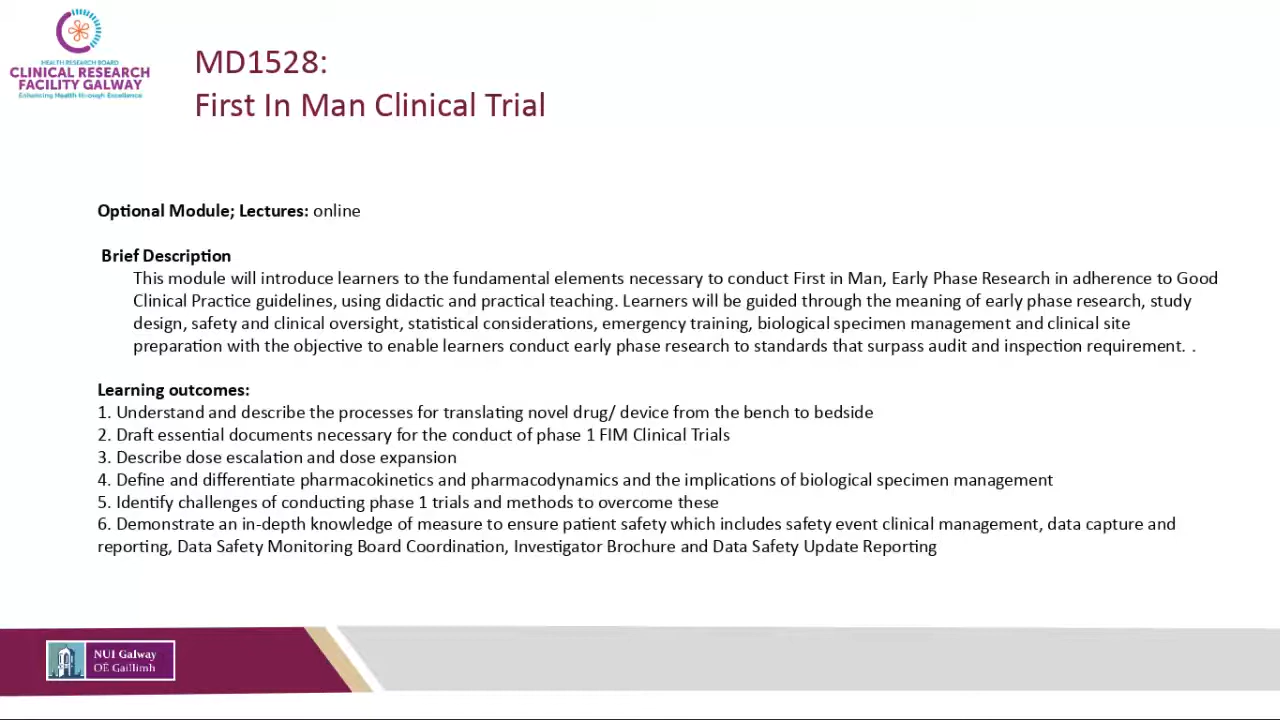 HEALTH RESEARCH BOARD
CLINICAL RESEARCH
FACILITY GALWAY
Enhancing Health through Excellence
MD1528:
First In Man Clinical Trial
Optional Module; Lectures: online
Brief Description
This module will introduce learners to the fundamental elements necessary to conduct First in Man, Early Phase Research in adherence to Good
Clinical Practice guidelines, using didactic and practical teaching. Learners will be guided through the meaning of early phase research, study
design, safety and clinical oversight, statistical considerations, emergency training, biological specimen management and clinical site
preparation with the objective to enable learners conduct early phase research to standards that surpass audit and inspection requirement. .
Learning outcomes:
1. Understand and describe the processes for translating novel drug/ device from the bench to bedside
2. Draft essential documents necessary for the conduct of phase 1 FIM Clinical Trials
3. Describe dose escalation and dose expansion
4. Define and differentiate pharmacokinetics and pharmacodynamics and the implications of biological specimen management
5. Identify challenges of conducting phase 1 trials and methods to overcome these
6. Demonstrate an in-depth knowledge of measure to ensure patient safety which includes safety event clinical management, data capture and
reporting, Data Safety Monitoring Board Coordination, Investigator Brochure and Data Safety Update Reporting
NUI Galway
OÉ Gaillimh